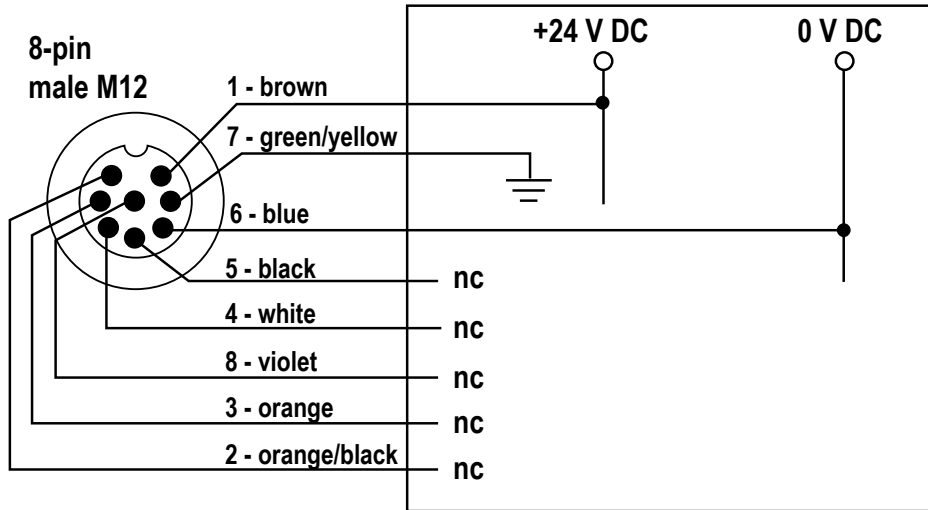 +24 V DC
0 V DC
8-pin
male M12
1 - brown
7 - green/yellow
6 - blue
5 - black
nc
4 - white
nc
8 - violet
nc
3 - orange
nc
2 - orange/black
nc